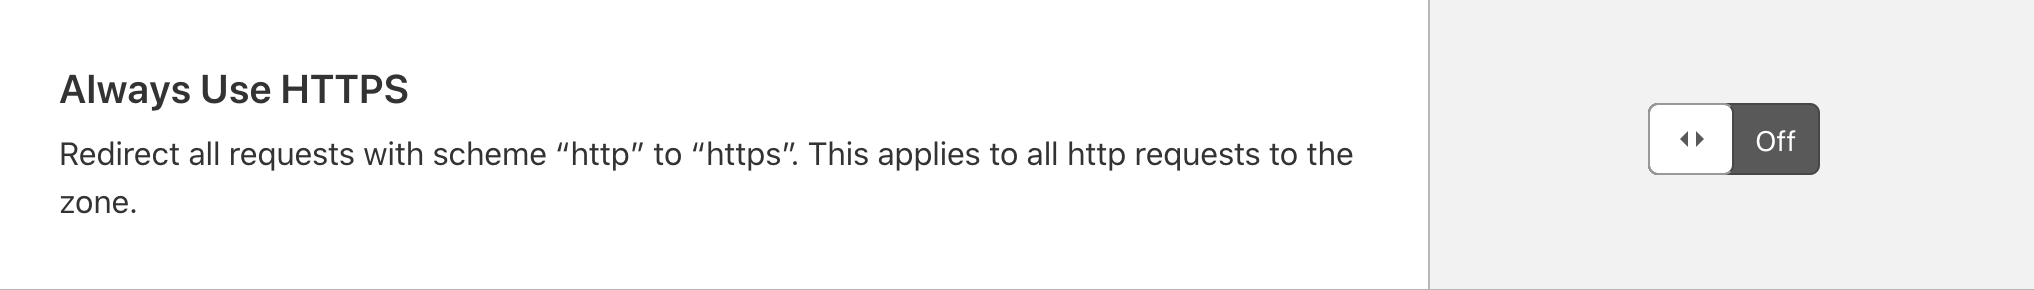 Always Use HTTPS
Redirect all requests with scheme “http” to “https”. This applies to all http requests to the
zone.
Off